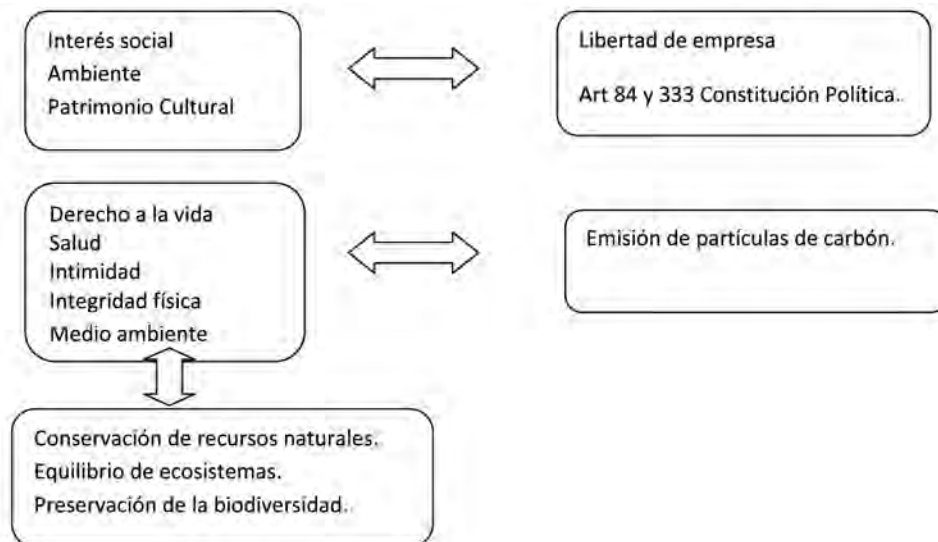 Interés social
Ambiente
Patrimonio Cultural
Libertad de empresa
Art 84 y 333 Constitución Política.
Derecho a la vida
Salud
Intimidad
Integridad física
Medio ambiente
Emisión de partículas de carbón.
Conservación de recursos naturales.
Equilibrio de ecosistemas.
Preservación de la biodiversidad.